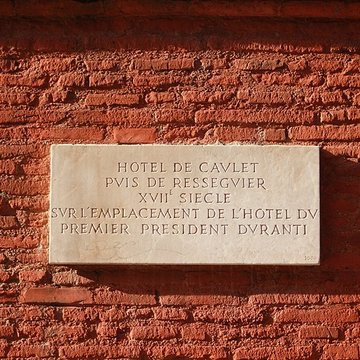 HOTEL DE CAVLET
PVIS DE RESSEGVIER
XVIIᴱ SIECLE
SVR L'EMPLACEMENT DE L'HOTEL DV
PREMIER PRESIDENT DVRANTI